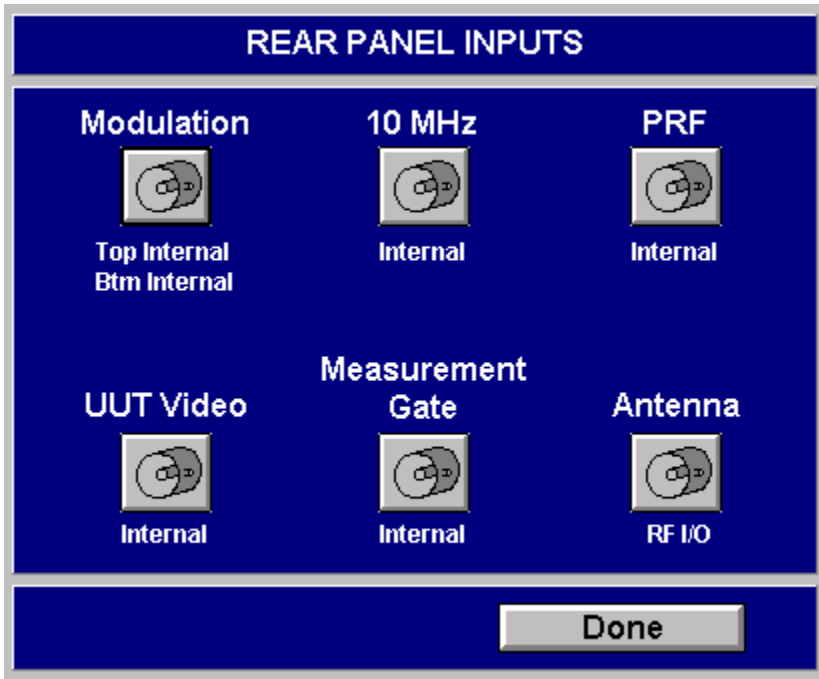 REAR PANEL INPUTS
Modulation
10 MHz
PRF
Top Internal
Btm Internal
Internal
Internal
UUT Video
Measurement
Gate
Antenna
Internal
Internal
RF I/O
Done